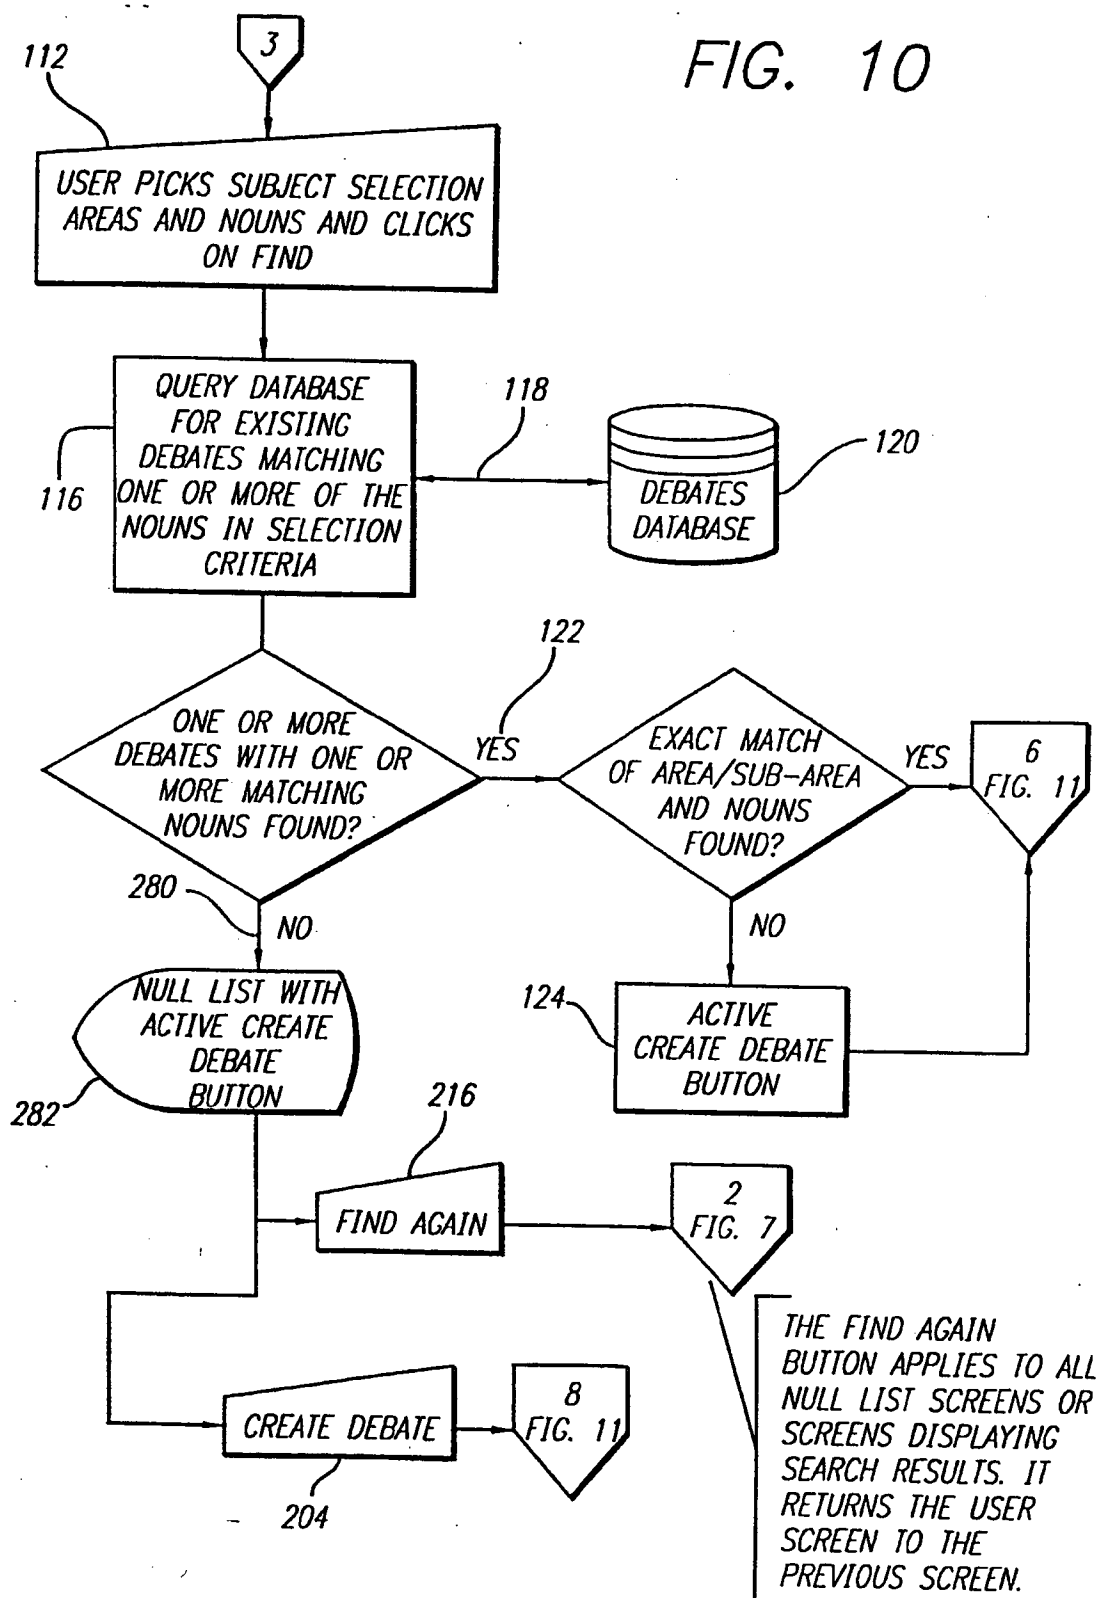 FIG. 10
3
112
USER PICKS SUBJECT SELECTION
AREAS AND NOUNS AND CLICKS
ON FIND
QUERY DATABASE
FOR EXISTING
DEBATES MATCHING
ONE OR MORE OF THE
NOUNS IN SELECTION
CRITERIA
116
118
DEBATES
DATABASE
120
ONE OR MORE
DEBATES WITH ONE OR
MORE MATCHING
NOUNS FOUND?
122
YES
EXACT MATCH
OF AREA/SUB-AREA
AND NOUNS
FOUND?
YES
6
FIG. 11
280
NO
NO
NULL LIST WITH
ACTIVE CREATE
DEBATE
BUTTON
282
124
ACTIVE
CREATE DEBATE
BUTTON
216
FIND AGAIN
2
FIG. 7
CREATE DEBATE
204
8
FIG. 11
THE FIND AGAIN
BUTTON APPLIES TO ALL
NULL LIST SCREENS OR
SCREENS DISPLAYING
SEARCH RESULTS. IT
RETURNS THE USER
SCREEN TO THE
PREVIOUS SCREEN.